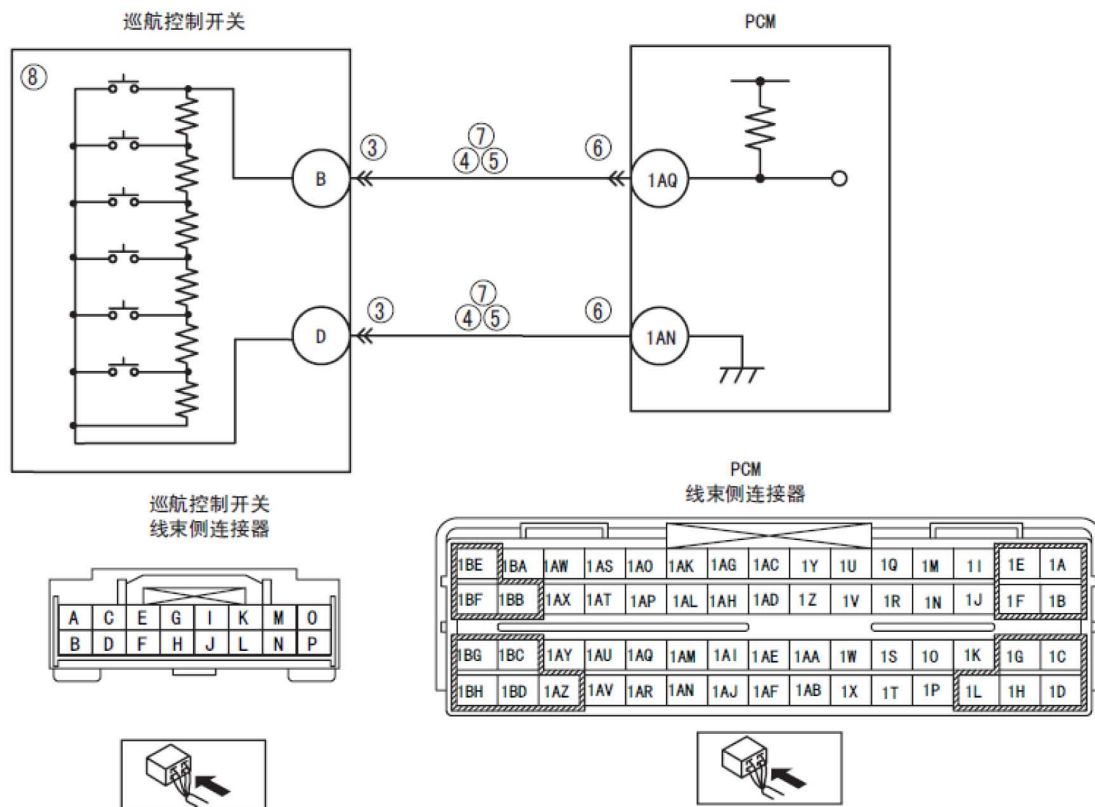 巡航控制开关
PCM
⑧
③
⑦
④⑤
⑥
B
1AQ
③
⑦
④⑤
⑥
D
1AN
巡航控制开关
线束侧连接器
PCM
线束侧连接器
A C E G I K M O
B D F H J L N P
1BE 1BA 1AW 1AS 1AO 1AK 1AG 1AC 1Y 1U 1Q 1M 1I 1E 1A
1BF 1BB 1AX 1AT 1AP 1AL 1AH 1AD 1Z 1V 1R 1N 1J 1F 1B
1BG 1BC 1AY 1AU 1AQ 1AM 1AI 1AE 1AA 1W 1S 1O 1K 1G 1C
1BH 1BD 1AZ 1AV 1AR 1AN 1AJ 1AF 1AB 1X 1T 1P 1L 1H 1D